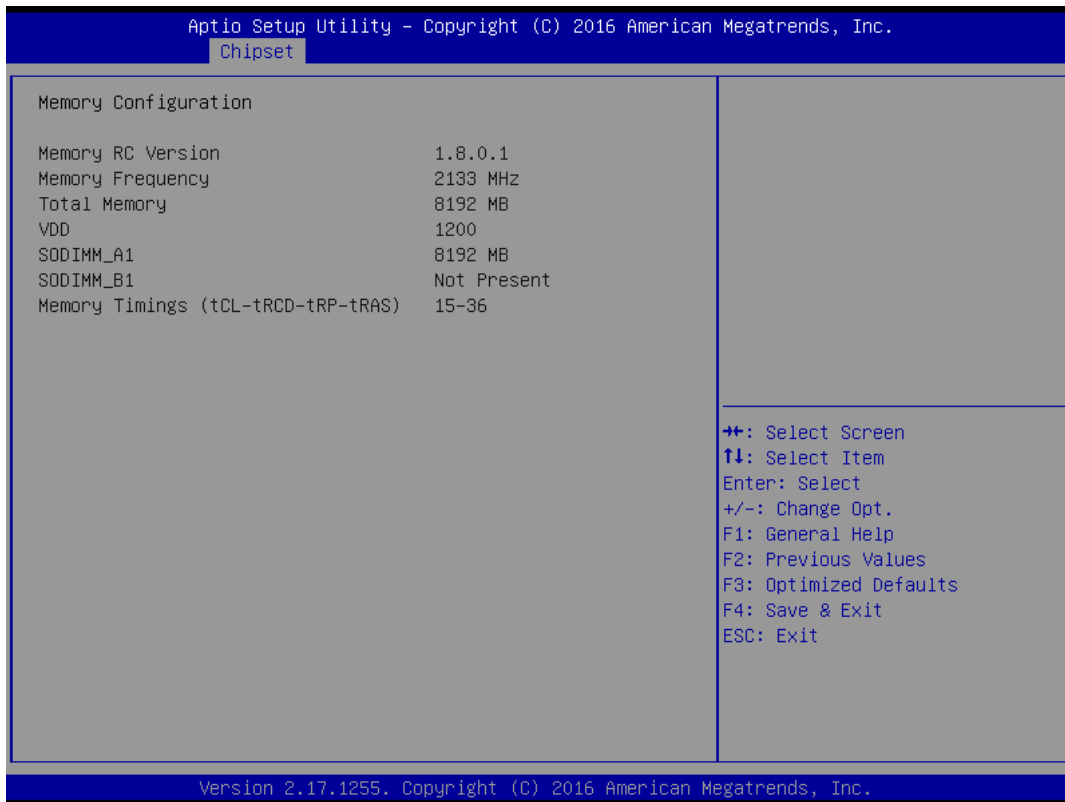 Aptio Setup Utility – Copyright (C) 2016 American Megatrends, Inc.
Chipset
Memory Configuration
Memory RC Version 1.8.0.1
Memory Frequency 2133 MHz
Total Memory 8192 MB
VDD 1200
SODIMM_A1 8192 MB
SODIMM_B1 Not Present
Memory Timings (tCL-tRCD-tRP-tRAS) 15-36
→←: Select Screen
↑↓: Select Item
Enter: Select
+/-: Change Opt.
F1: General Help
F2: Previous Values
F3: Optimized Defaults
F4: Save & Exit
ESC: Exit
Version 2.17.1255. Copyright (C) 2016 American Megatrends, Inc.